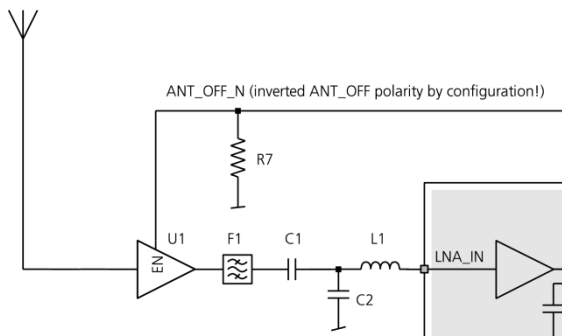 ANT_OFF_N (inverted ANT_OFF polarity by configuration!)
R7
U1
F1
C1
L1
EN
LNA_IN
C2